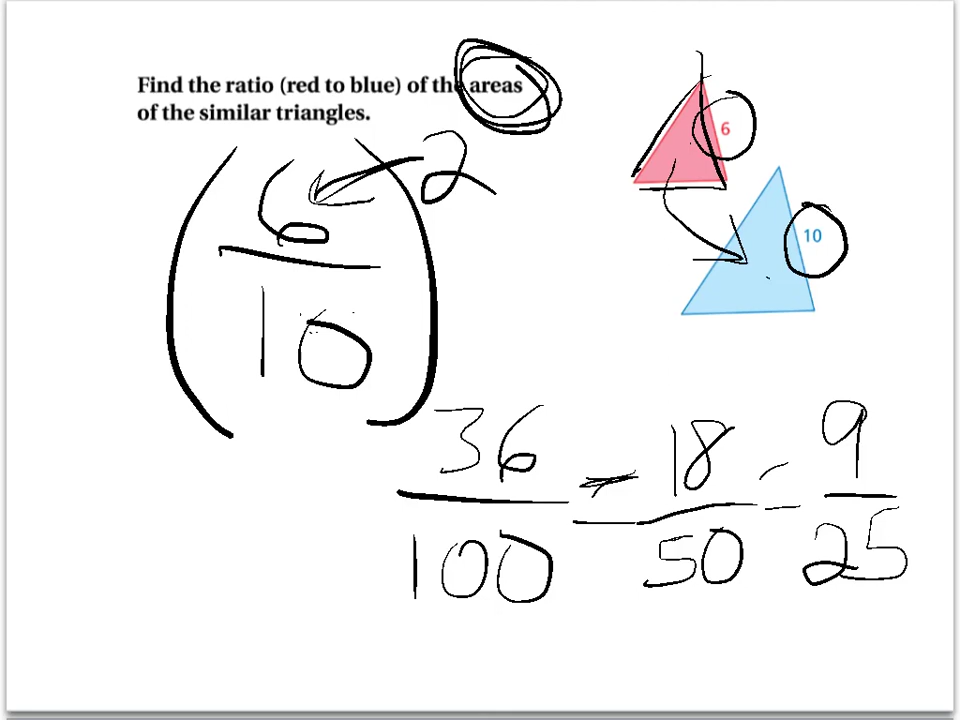 Find the ratio (red to blue) of the areas
of the similar triangles.
6
10
(6/10)2
36/100 = 18/50 = 9/25